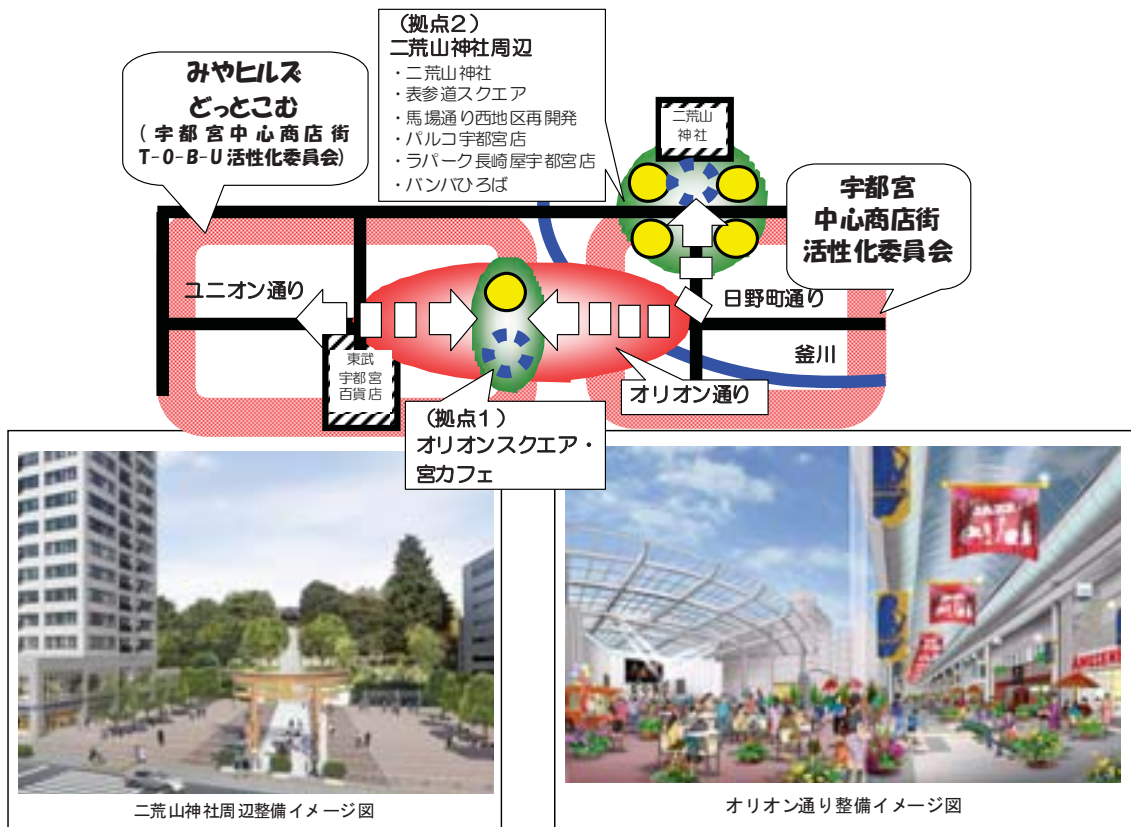 みやヒルズ
どっとこむ
(宇都宮中心商店街
T-O-B-U活性化委員会)
(拠点2)
二荒山神社周辺
・二荒山神社
・表参道スクエア
・馬場通り西地区再開発
・パルコ宇都宮店
・ラパーク長崎屋宇都宮店
・バンバひろば
二荒山
神社
宇都宮
中心商店街
活性化委員会
ユニオン通り
日野町通り
釜川
東武
宇都宮
百貨店
オリオン通り
(拠点1)
オリオンスクエア・
宮カフェ
二荒山神社周辺整備イメージ図
オリオン通り整備イメージ図